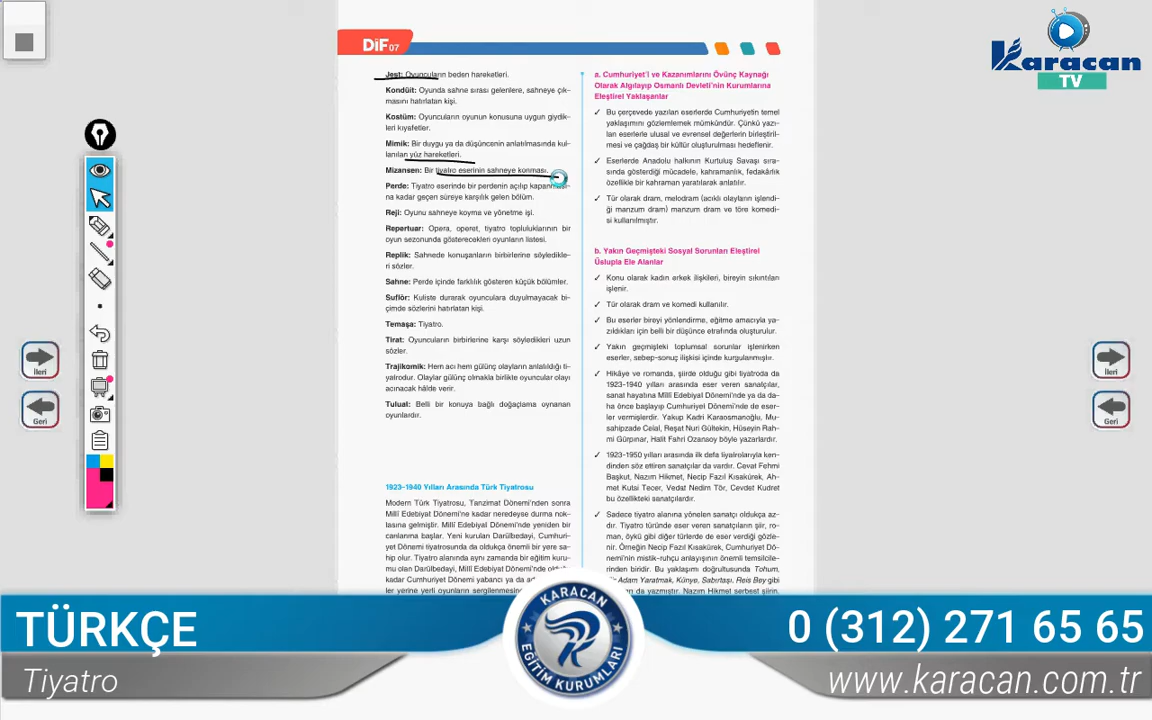 DiF 07
Karacan
TV
Jest: Oyuncuların beden hareketleri.
Kondüit: Oyunda sahne sırası gelenlere, sahneye çık-
masını hatırlatan kişi.
Kostüm: Oyuncuların oyunun konusuna uygun giydik-
leri kıyafetler.
Mimik: Bir duygu ya da düşüncenin anlatılmasında kul-
lanılan yüz hareketleri.
Mizansen: Bir tiyatro eserinin sahneye konması.
Perde: Tiyatro eserinde bir perdenin açılıp
na kadar geçen süreye karşılık gelen bölüm.
Reji: Oyunu sahneye koyma ve yönetme işi.
Repertuar: Opera, operet, tiyatro topluluklarının bir
oyun sezonunda gösterecekleri oyunların listesi.
Replik: Sahnede konuşanların birbirlerine söyledikle-
ri sözler.
Sahne: Perde içinde farklılık gösteren küçük bölümler.
Suflör: Kuliste durarak oyunculara duyulmayacak bi-
çimde sözlerini hatırlatan kişi.
Temaşa: Tiyatro.
Tirat: Oyuncuların birbirlerine karşı söyledikleri uzun
sözler.
Trajikomik: Hem acı hem gülünç olayların anlatıldığı ti-
yatrodur. Olaylar gülünç olmakla birlikte oyuncular olayı
acınacak hâlde verir.
Tuluat: Belli bir konuya bağlı doğaçlama oynanan
oyunlardır.
1923-1940 Yılları Arasında Türk Tiyatrosu
Modern Türk Tiyatrosu, Tanzimat Dönemi'nden sonra
Millî Edebiyat Dönemi'ne kadar neredeyse durma nok-
tasına gelmiştir. Millî Edebiyat Dönemi'nde yeniden bir
canlanma başlar. Yeni kurulan Darülbedayi, Cumhuri-
yet Dönemi tiyatrosunda da oldukça önemli bir yere sa-
hip olur. Tiyatro alanında aynı zamanda bir eğitim kuru-
mu olan Darülbedayi, Millî Edebiyat Dönemi'nde
kadar Cumhuriyet Dönemi yabancı ya da
ler yerine yerli oyunların sergilenmesin
a. Cumhuriyet'i ve Kazanımlarını Övünç Kaynağı
Olarak Algılayıp Osmanlı Devleti'nin Kurumlarına
Eleştirel Yaklaşanlar
✓ Bu çerçevede yazılan eserlerde Cumhuriyetin temel
yaklaşımını gözlemlemek mümkündür. Çünkü yazı-
lan eserlerle ulusal ve evrensel değerlerin birleştiril-
mesi ve çağdaş bir kültür oluşturulması hedeflenir.
✓ Eserlerde Anadolu halkının Kurtuluş Savaşı sıra-
sında gösterdiği mücadele, kahramanlık, fedakârlık
özellikle bir kahraman yaratılarak anlatılır.
✓ Tür olarak dram, melodram (acıklı olayların işlendi-
ği manzum dram) manzum dram ve töre komedi-
si kullanılmıştır.
b. Yakın Geçmişteki Sosyal Sorunları Eleştirel
Üslupla Ele Alanlar
✓ Konu olarak kadın erkek ilişkileri, bireyin sıkıntıları
işlenir.
✓ Tür olarak dram ve komedi kullanılır.
✓ Bu eserler bireyi yönlendirme, eğitme amacıyla ya-
zıldıkları için belli bir düşünce etrafında oluşturulur.
✓ Yakın geçmişteki toplumsal sorunlar işlenirken
eserler, sebep-sonuç ilişkisi içinde kurgulanmıştır.
✓ Hikâye ve romanda, şiirde olduğu gibi tiyatroda da
1923-1940 yılları arasında eser veren sanatçılar,
sanat hayatına Millî Edebiyat Dönemi'nde ya da da-
ha önce başlayıp Cumhuriyet Dönemi'nde de eser-
ler vermişlerdir. Yakup Kadri Karaosmanoğlu, Mu-
sahipzade Celal, Reşat Nuri Gültekin, Hüseyin Rah-
mi Gürpınar, Halit Fahri Ozansoy böyle yazarlardır.
✓ 1923-1950 yılları arasında ilk defa tiyatrolarıyla ken-
dinden söz ettiren sanatçılar da vardır. Cevat Fehmi
Başkut, Nazım Hikmet, Necip Fazıl Kısakürek, Ah-
met Kutsi Tecer, Vedat Nedim Tör, Cevdet Kudret
bu özellikteki sanatçılardır.
✓ Sadece tiyatro alanına yönelen sanatçı oldukça az-
dır. Tiyatro türünde eser veren sanatçıların şiir, ro-
man, öykü gibi diğer türlerde de eser verdiği gözle-
nir. Örneğin Necip Fazıl Kısakürek, Cumhuriyet Dö-
nemi'nin mistik-ruhçu anlayışının önemli temsilcile-
rinden biridir. Bu yaklaşımı doğrultusunda Tohum,
Bir Adam Yaratmak, Künye, Sabırtaşı, Reis Bey gibi
da yazmıştır. Nazım Hikmet serbest şiirin,
İleri
Geri
İleri
Geri
TÜRKÇE
Tiyatro
KARACAN
EĞİTİM KURUMLARI
0 (312) 271 65 65
www.karacan.com.tr